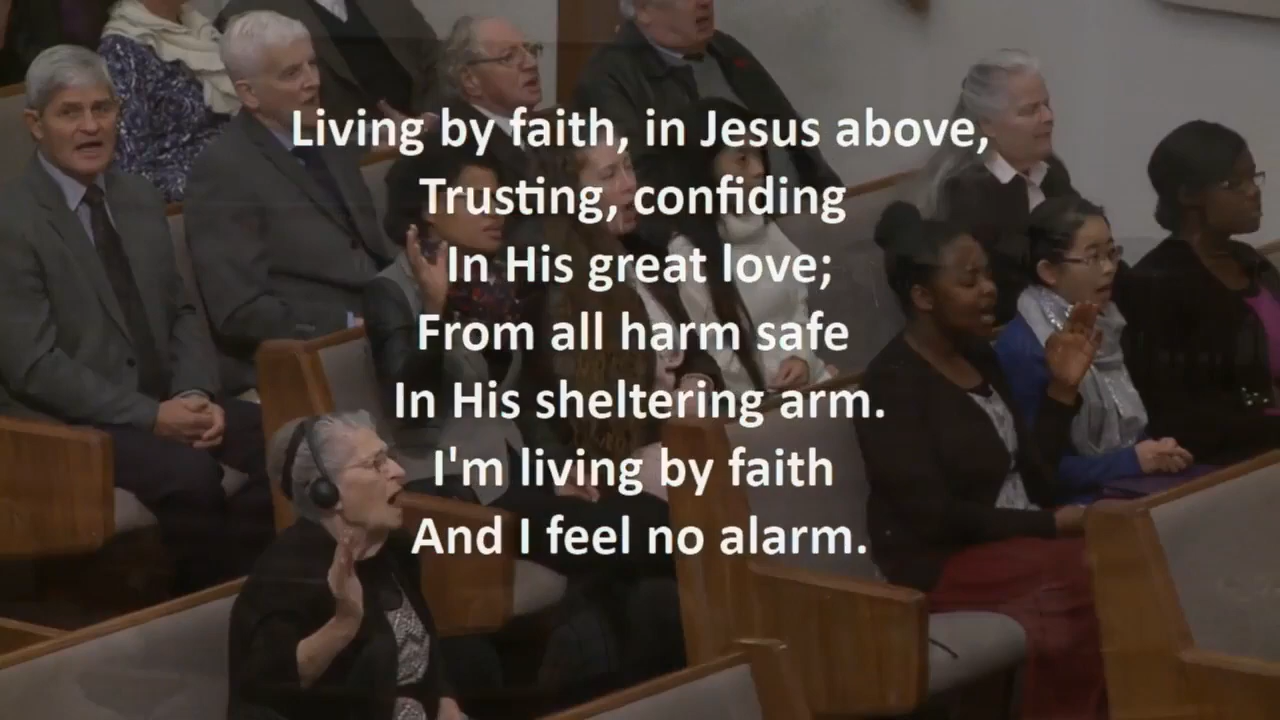 Living by faith, in Jesus above,
Trusting, confiding
In His great love;
From all harm safe
In His sheltering arm.
I'm living by faith
And I feel no alarm.